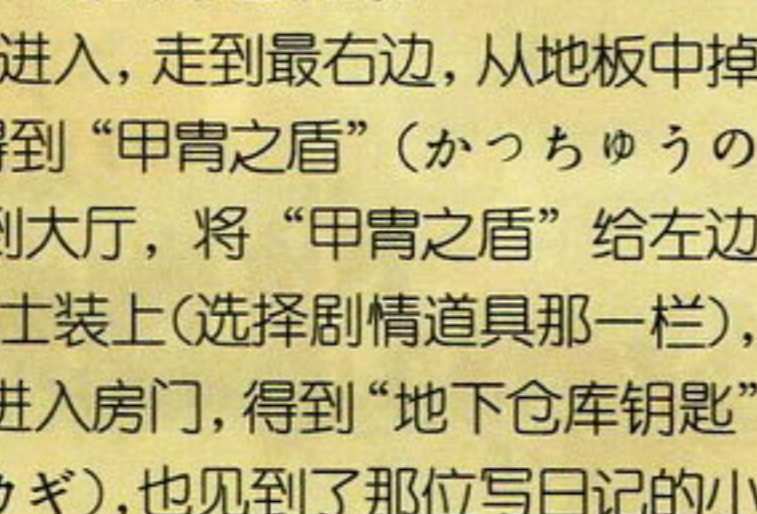 进入，走到最右边，从地板中掉
得到“甲冑之盾”（かっちゅうの
到大厅，将“甲冑之盾”给左边
士装上(选择剧情道具那一栏)，
进入房门，得到“地下仓库钥匙”
カギ)，也见到了那位写日记的小